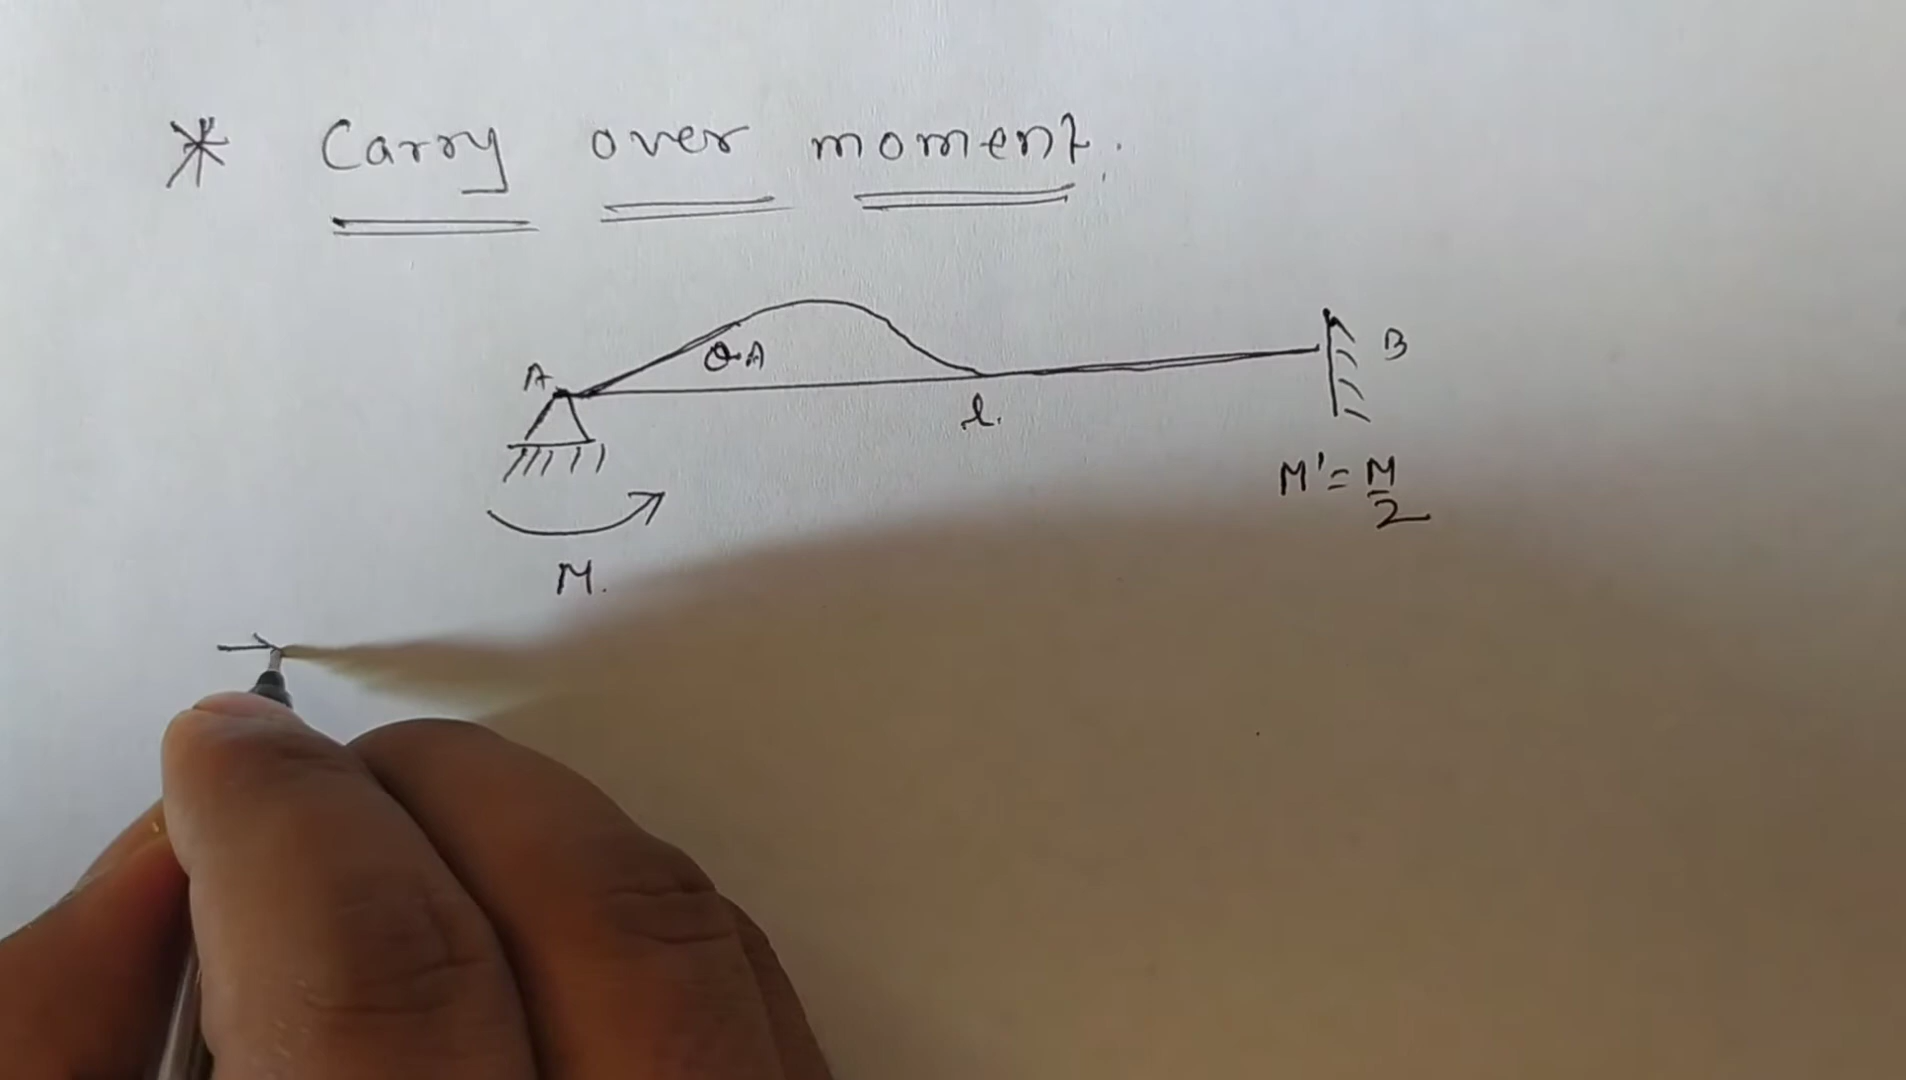 * Carry over moment.
A
θA
B
l.
M' = M/2
M.